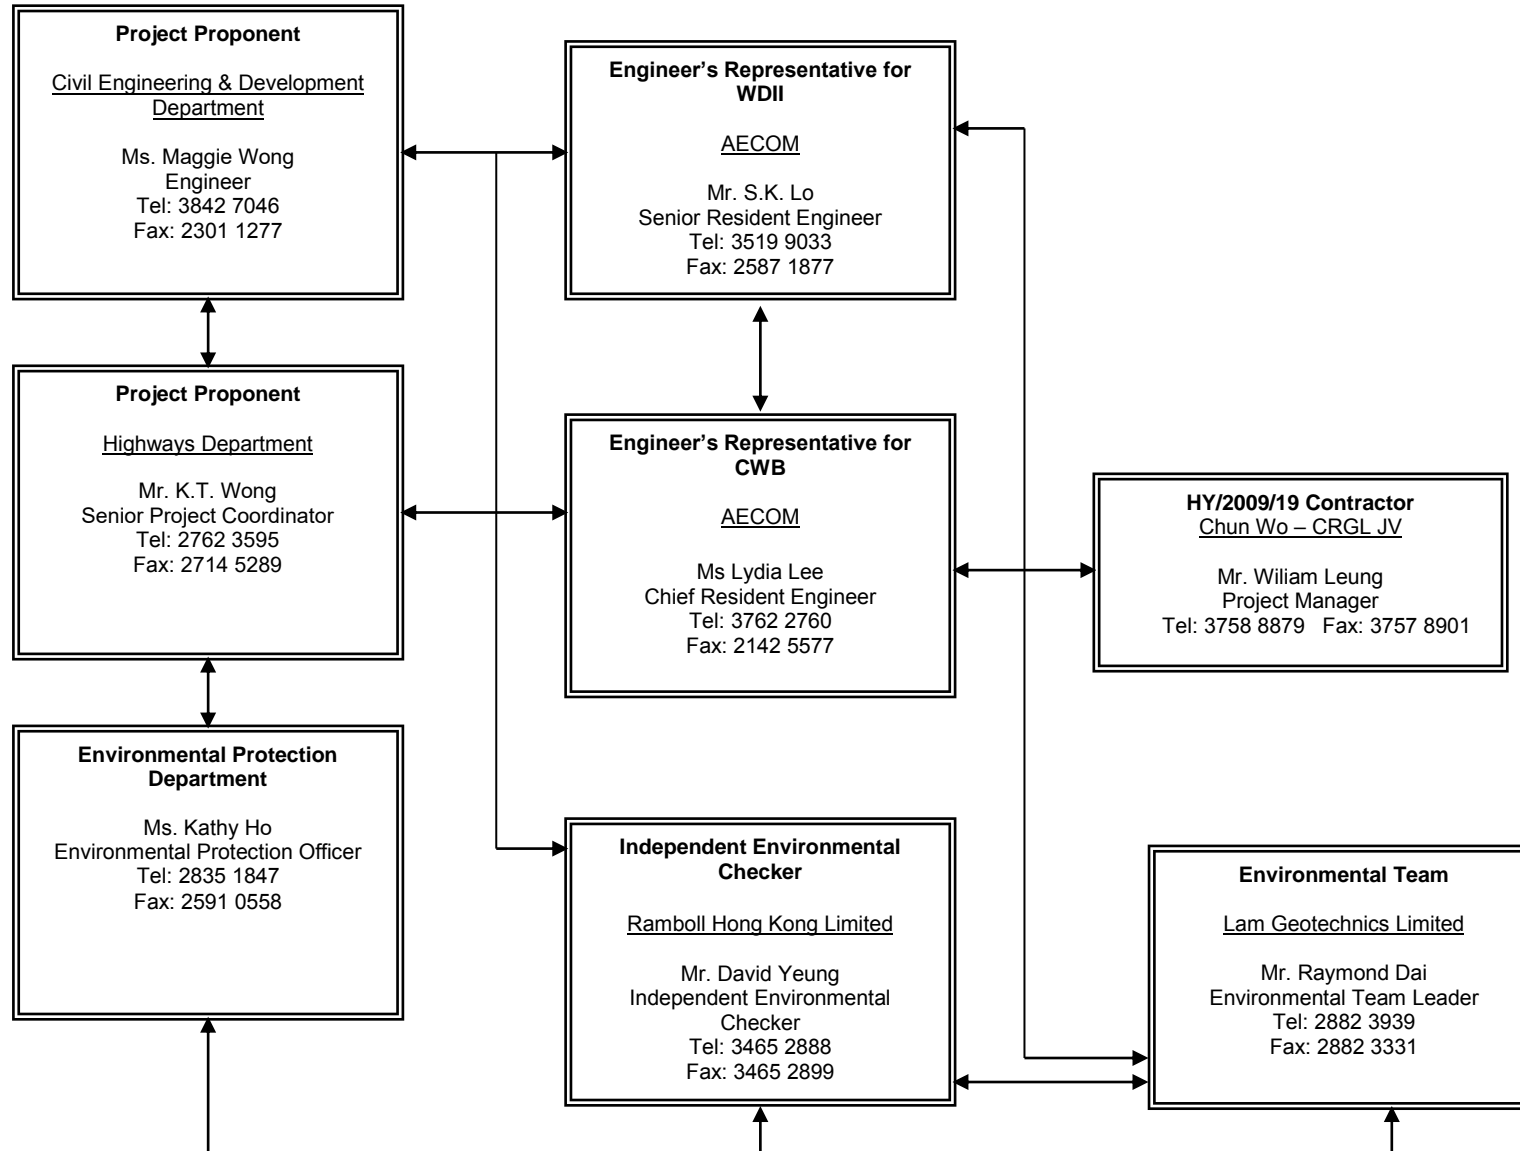 Project Proponent
Civil Engineering & Development
Department
Ms. Maggie Wong
Engineer
Tel: 3842 7046
Fax: 2301 1277
Engineer’s Representative for
WDII
AECOM
Mr. S.K. Lo
Senior Resident Engineer
Tel: 3519 9033
Fax: 2587 1877
Project Proponent
Highways Department
Mr. K.T. Wong
Senior Project Coordinator
Tel: 2762 3595
Fax: 2714 5289
Engineer’s Representative for
CWB
AECOM
Ms Lydia Lee
Chief Resident Engineer
Tel: 3762 2760
Fax: 2142 5577
HY/2009/19 Contractor
Chun Wo – CRGL JV
Mr. Wiliam Leung
Project Manager
Tel: 3758 8879   Fax: 3757 8901
Environmental Protection
Department
Ms. Kathy Ho
Environmental Protection Officer
Tel: 2835 1847
Fax: 2591 0558
Independent Environmental
Checker
Ramboll Hong Kong Limited
Mr. David Yeung
Independent Environmental
Checker
Tel: 3465 2888
Fax: 3465 2899
Environmental Team
Lam Geotechnics Limited
Mr. Raymond Dai
Environmental Team Leader
Tel: 2882 3939
Fax: 2882 3331